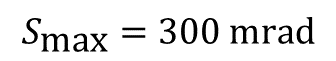 Smax = 300 mrad